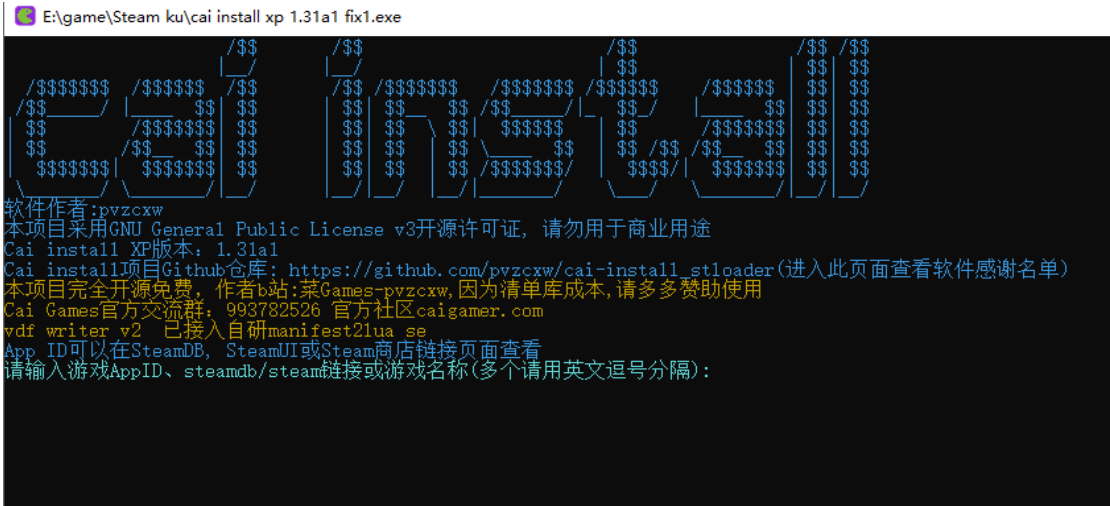 E:\game\Steam ku\cai install xp 1.31a1 fix1.exe
cai install
软件作者:pvzcxw
本项目采用GNU General Public License v3开源许可证, 请勿用于商业用途
Cai install XP版本: 1.31a1
Cai install项目Github仓库: https://github.com/pvzcxw/cai-install_stloader(进入此页面查看软件感谢名单)
本项目完全开源免费, 作者b站:菜Games-pvzcxw,因为清单库成本,请多多赞助使用
Cai Games官方交流群: 993782526 官方社区caigamer.com
vdf writer v2  已接入自研manifest2lua se
App ID可以在SteamDB, SteamUI或Steam商店链接页面查看
请输入游戏AppID、steamdb/steam链接或游戏名称(多个请用英文逗号分隔):